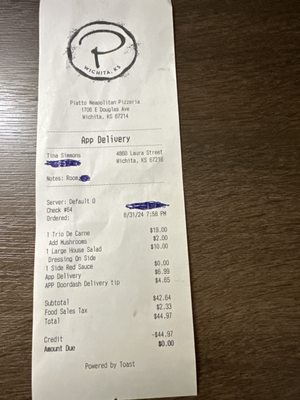 P
WICHITA, KS
Piatto Neapolitan Pizzeria
1706 E Douglas Ave
Wichita, KS 67214
App Delivery
Tina Simmons
4860 Laura Street
Wichita, KS 67216
Notes: Room
Server: Default O
Check #64
Ordered: 8/31/24 7:58 PM
1 Trio De Carne $19.00
Add Mushrooms $2.00
1 Large House Salad $10.00
Dressing On Side
1 Side Red Sauce $0.00
App Delivery $6.99
APP Doordash Delivery tip $4.65
Subtotal $42.64
Food Sales Tax $2.33
Total $44.97
Credit -$44.97
Amount Due $0.00
Powered by Toast